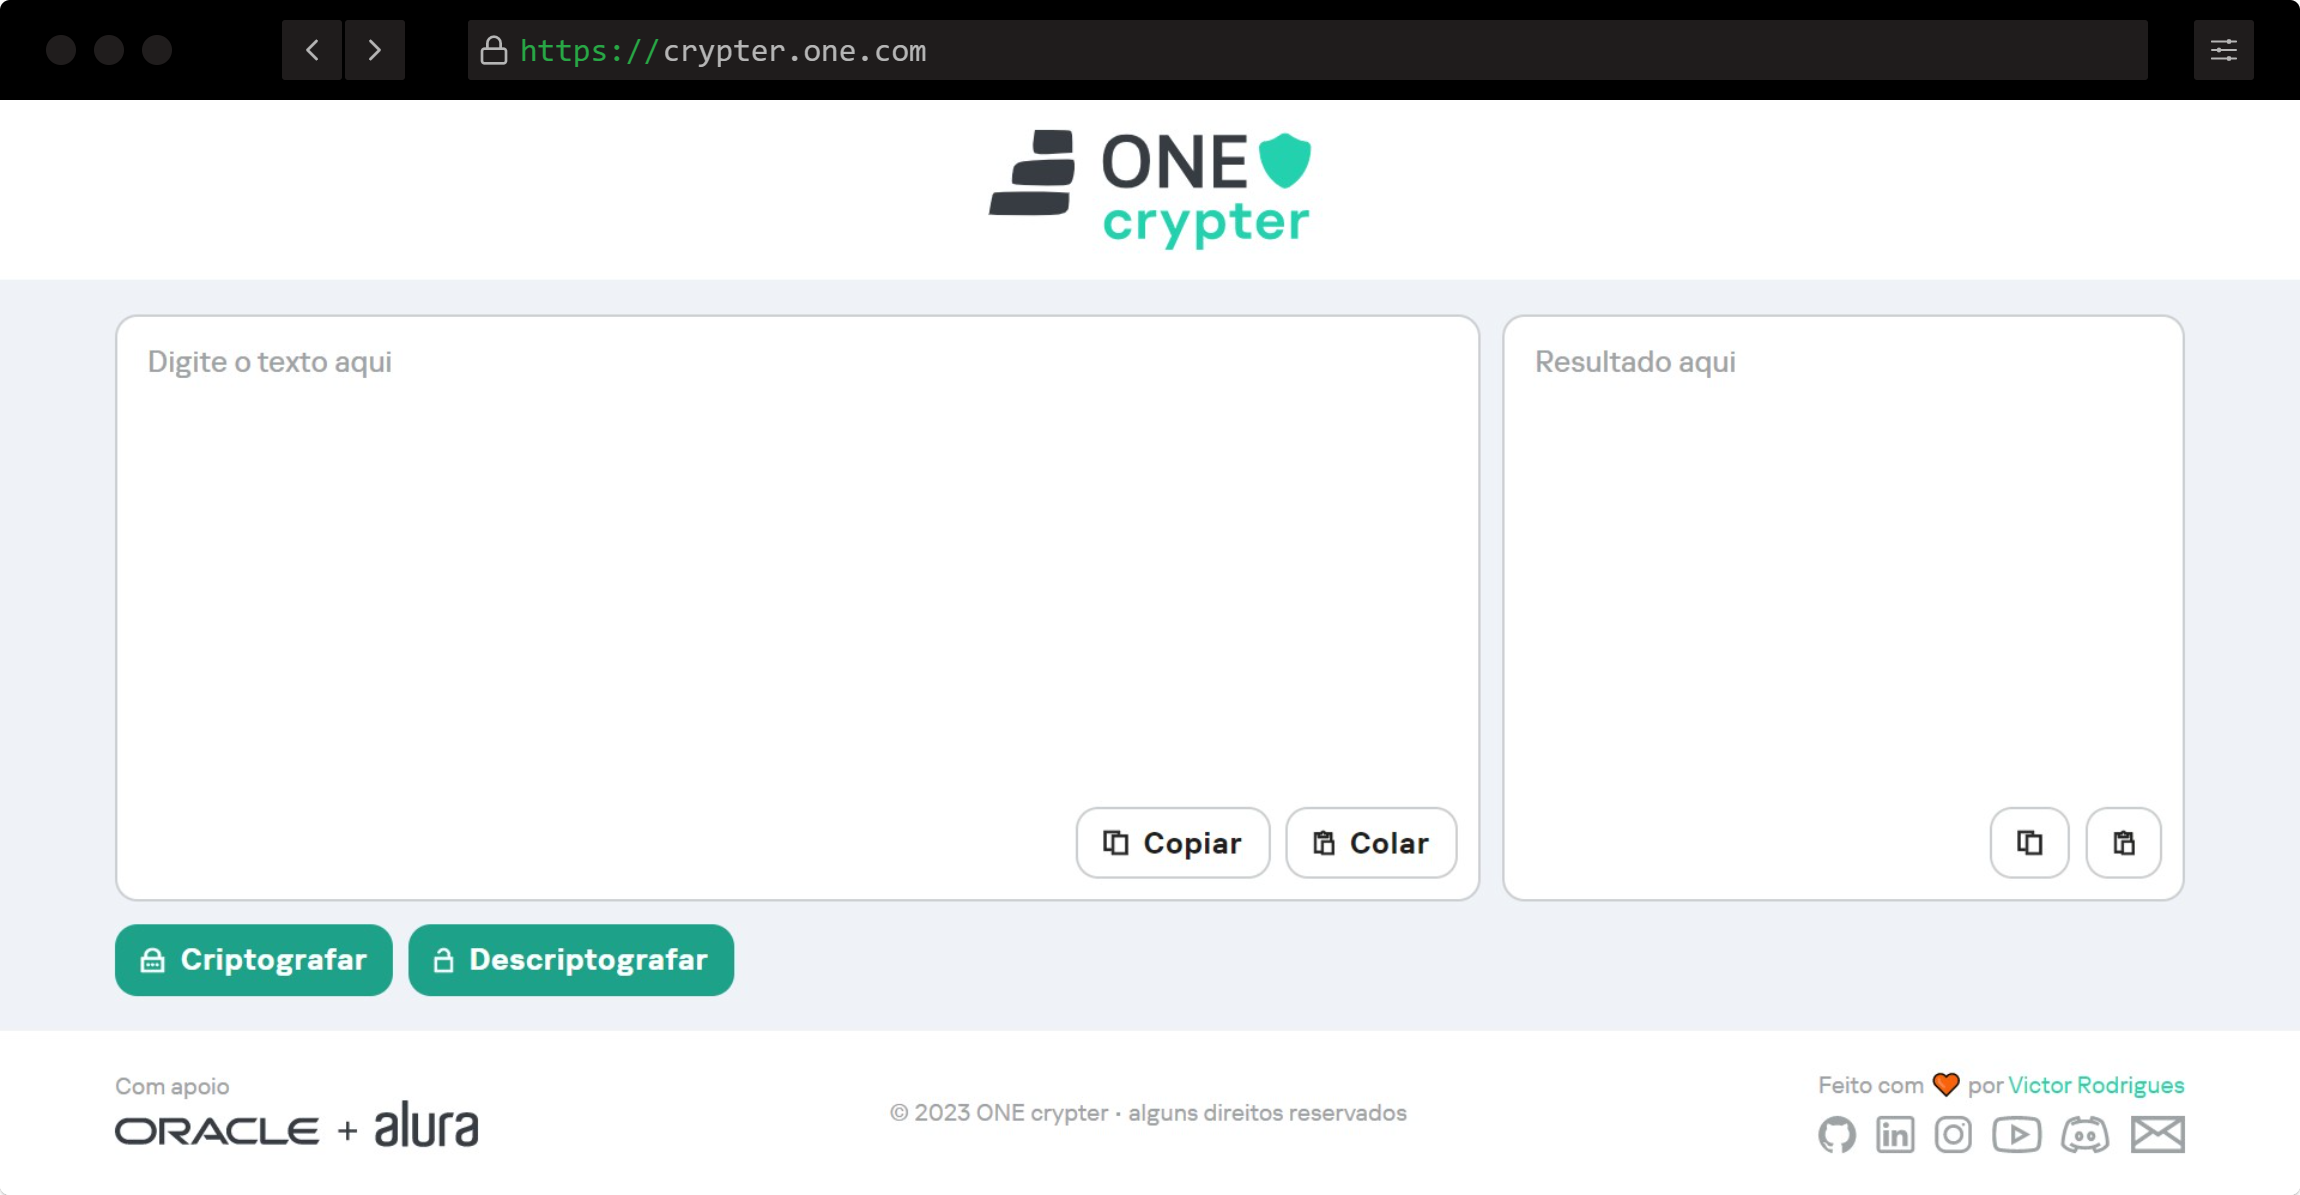 https://crypter.one.com
ONE
crypter
Digite o texto aqui
Resultado aqui
Copiar
Colar
Criptografar
Descriptografar
Com apoio
ORACLE + alura
© 2023 ONE crypter • alguns direitos reservados
Feito com 🧡 por Victor Rodrigues
in